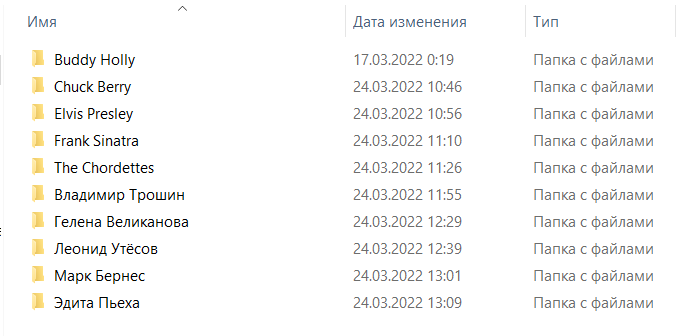 Имя Дата изменения Тип
Buddy Holly 17.03.2022 0:19 Папка с файлами
Chuck Berry 24.03.2022 10:46 Папка с файлами
Elvis Presley 24.03.2022 10:56 Папка с файлами
Frank Sinatra 24.03.2022 11:10 Папка с файлами
The Chordettes 24.03.2022 11:26 Папка с файлами
Владимир Трошин 24.03.2022 11:55 Папка с файлами
Гелена Великанова 24.03.2022 12:29 Папка с файлами
Леонид Утёсов 24.03.2022 12:39 Папка с файлами
Марк Бернес 24.03.2022 13:01 Папка с файлами
Эдита Пьеха 24.03.2022 13:09 Папка с файлами